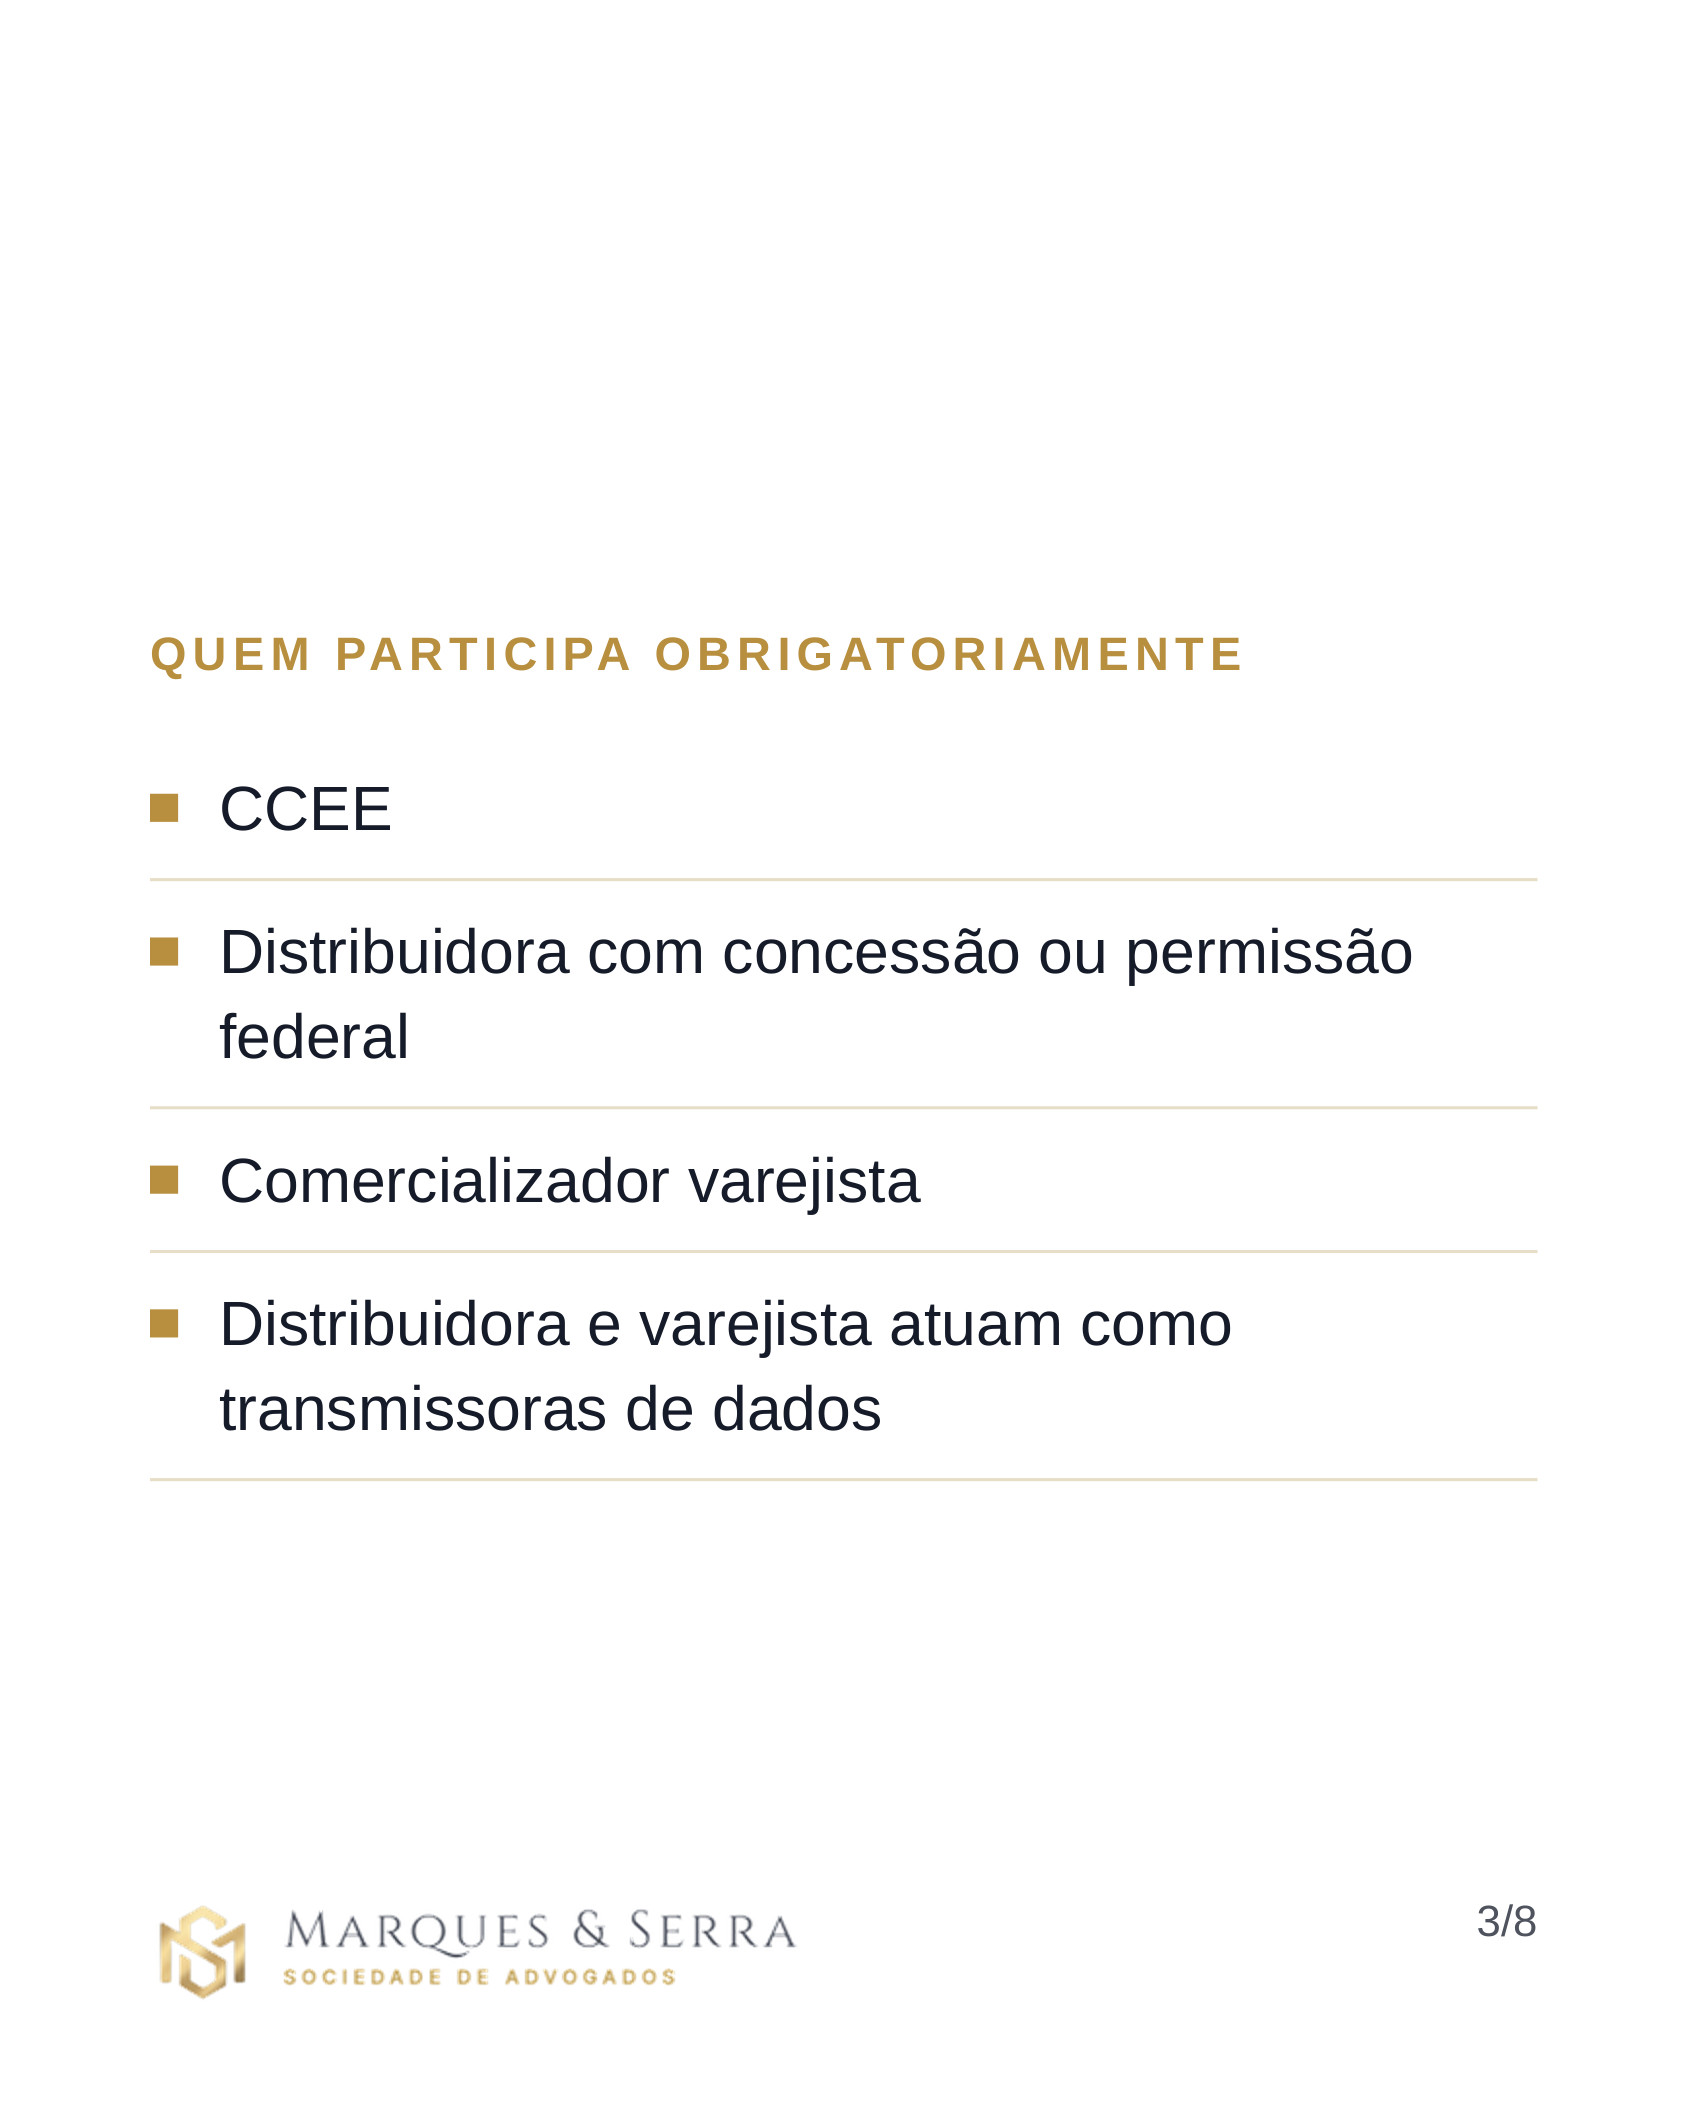 QUEM PARTICIPA OBRIGATORIAMENTE
CCEE
Distribuidora com concessão ou permissão
federal
Comercializador varejista
Distribuidora e varejista atuam como
transmissoras de dados
MARQUES & SERRA
SOCIEDADE DE ADVOGADOS
3/8